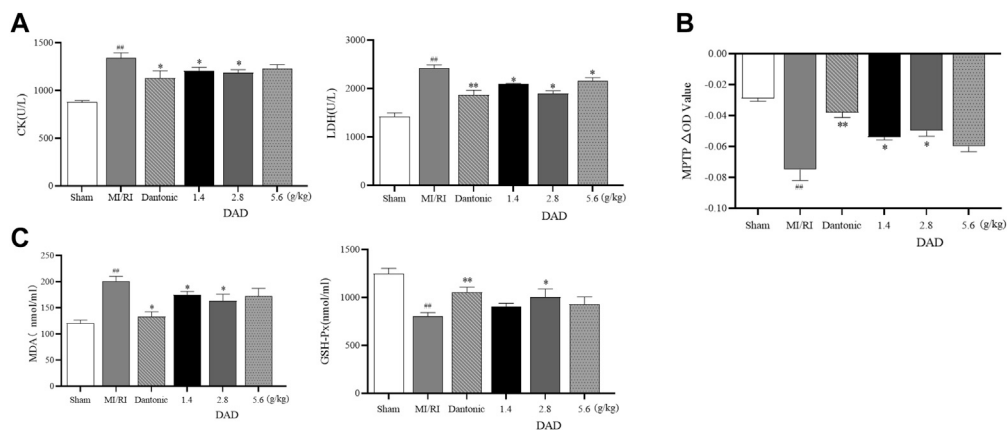 A
CK(U/L)
1500
1000
500
0
##
*
*
*
Sham MI/RI Dantonic 1.4 2.8 5.6 (g/kg)
DAD
LDH(U/L)
3000
2000
1000
0
##
**
*
*
*
Sham MI/RI Dantonic 1.4 2.8 5.6 (g/kg)
DAD
B
MPTP △OD Value
0.00
-0.02
-0.04
-0.06
-0.08
-0.10
##
**
*
*
Sham MI/RI Dantonic 1.4 2.8 5.6 (g/kg)
DAD
C
MDA( nmol/ml)
250
200
150
100
50
0
##
*
*
*
Sham MI/RI Dantonic 1.4 2.8 5.6 (g/kg)
DAD
GSH-Px(nmol/ml)
1500
1000
500
0
##
**
*
Sham MI/RI Dantonic 1.4 2.8 5.6 (g/kg)
DAD